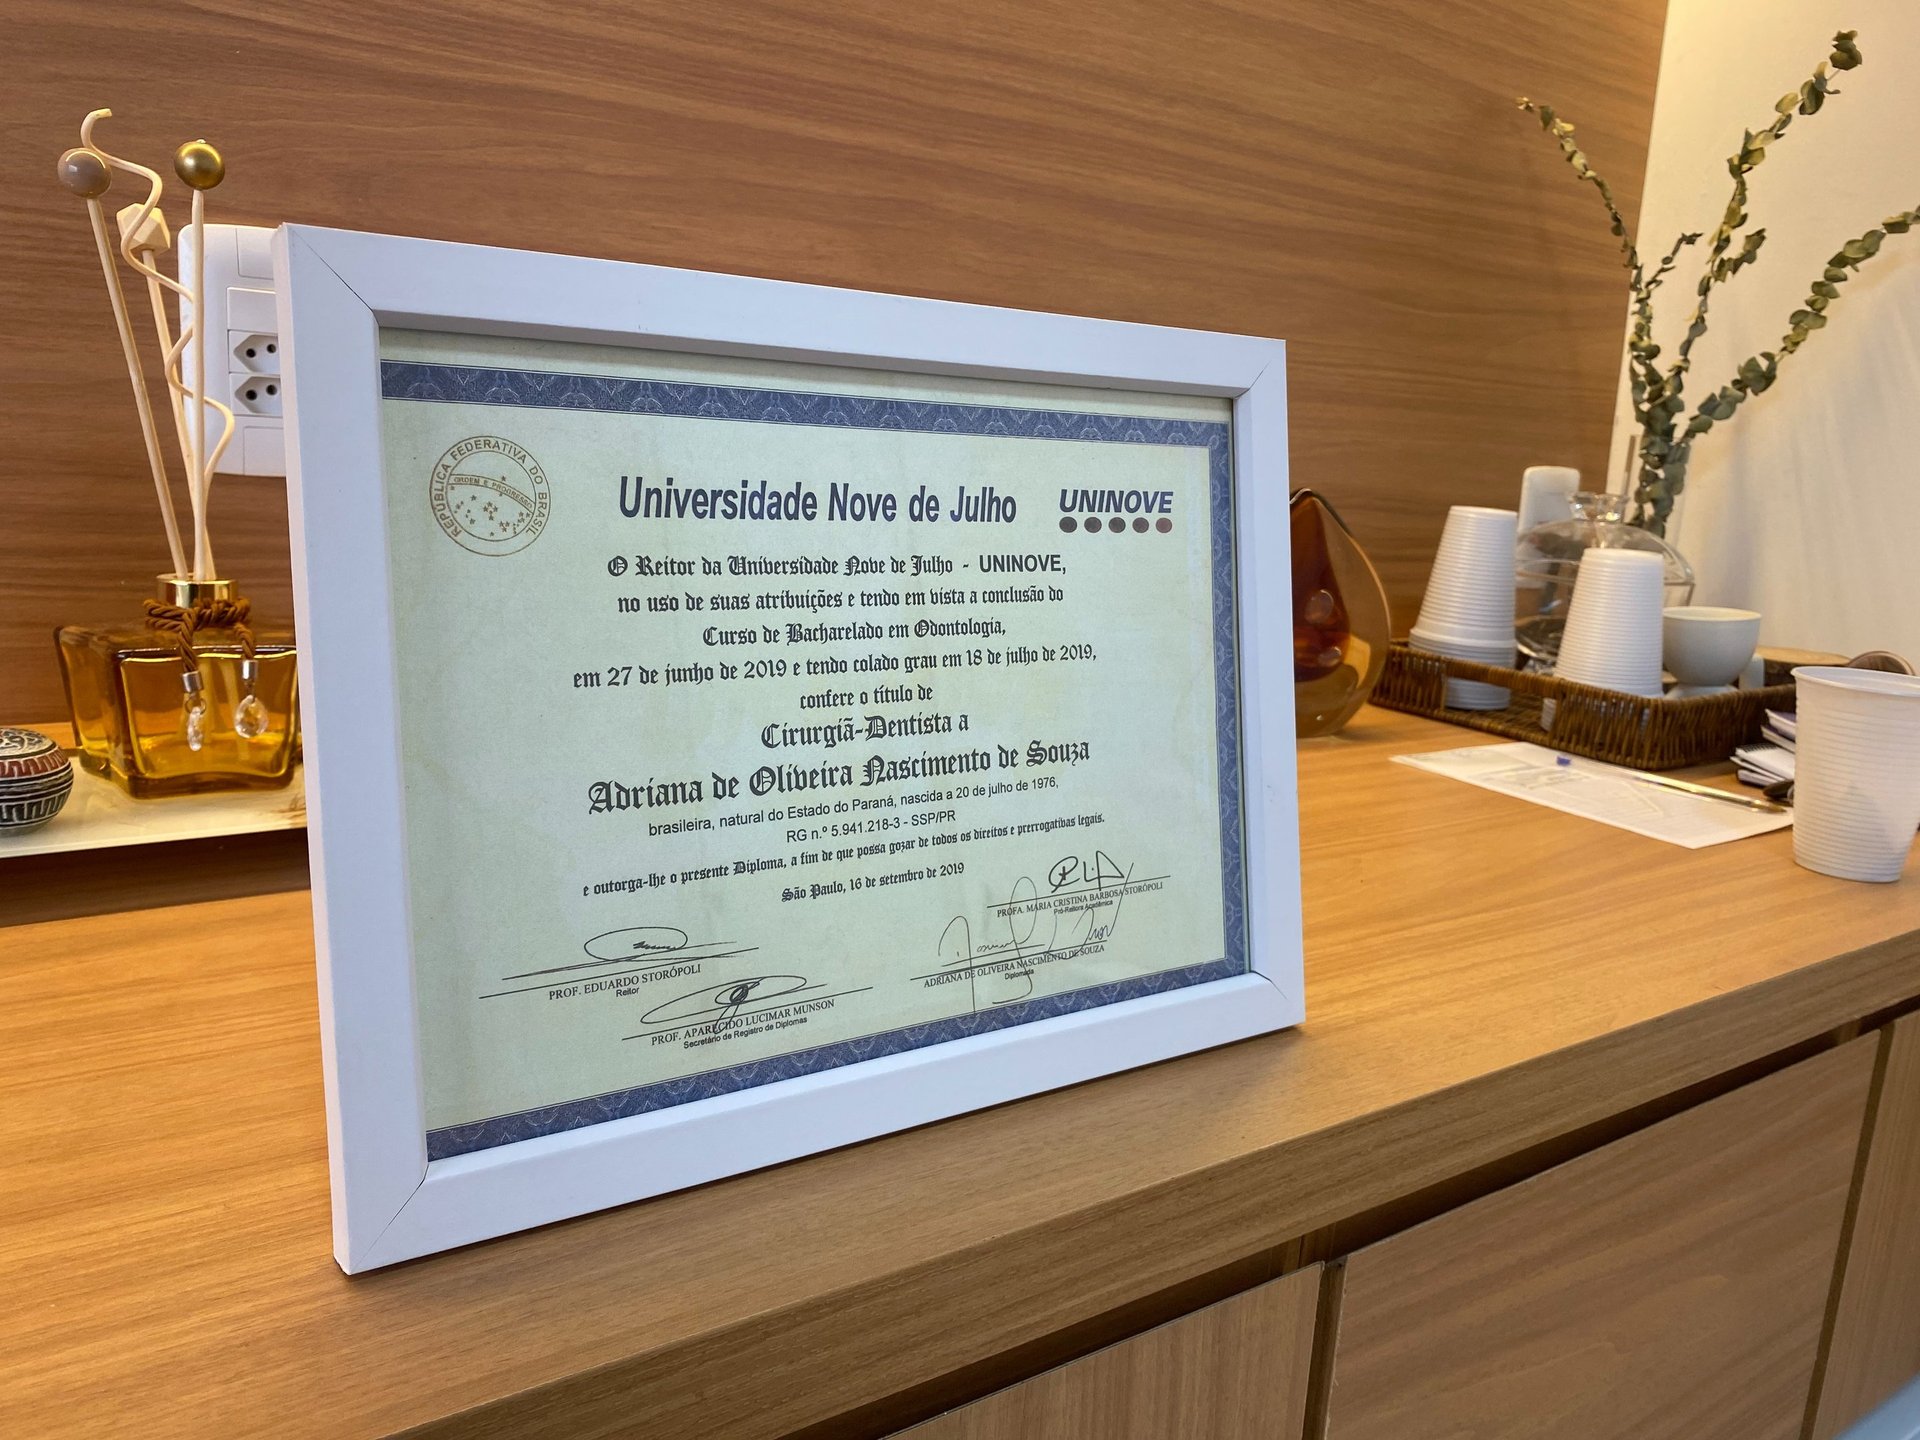 REPÚBLICA FEDERATIVA DO BRASIL
ORDEM E PROGRESSO
Universidade Nove de Julho
UNINOVE
O Reitor da Universidade Nove de Julho - UNINOVE,
no uso de suas atribuições e tendo em vista a conclusão do
Curso de Bacharelado em Odontologia,
em 27 de junho de 2019 e tendo colado grau em 18 de julho de 2019,
confere o título de
Cirurgiã-Dentista a
Adriana de Oliveira Nascimento de Souza
brasileira, natural do Estado do Paraná, nascida a 20 de julho de 1976,
RG n.º 5.941.218-3 - SSP/PR
e outorga-lhe o presente Diploma, a fim de que possa gozar de todos os direitos e prerrogativas legais.
São Paulo, 16 de setembro de 2019
PROFA. MARIA CRISTINA BARBOSA STORÓPOLI
Pró-Reitora Acadêmica
PROF. EDUARDO STORÓPOLI
Reitor
ADRIANA DE OLIVEIRA NASCIMENTO DE SOUZA
Diplomada
PROF. APARECIDO LUCIMAR MUNSON
Secretário de Registro de Diplomas